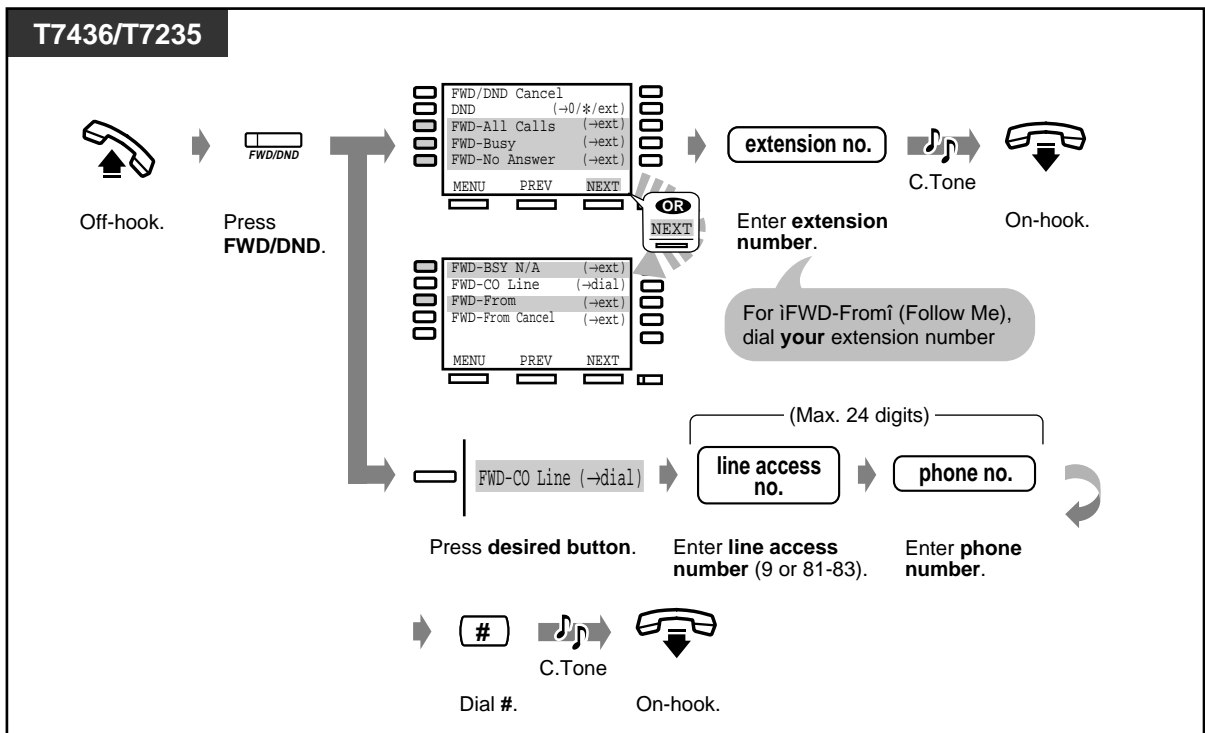 T7436/T7235
FWD/DND Cancel
DND (→0/*/ext)
FWD-All Calls (→ext)
FWD-Busy (→ext)
FWD-No Answer (→ext)
MENU PREV NEXT
OR
NEXT
FWD/DND
extension no.
C.Tone
Off-hook.
Press
FWD/DND.
Enter extension
number.
On-hook.
FWD-BSY N/A (→ext)
FWD-CO Line (→dial)
FWD-From (→ext)
FWD-From Cancel (→ext)
MENU PREV NEXT
For ìFWD-Fromî (Follow Me),
dial your extension number
(Max. 24 digits)
FWD-CO Line (→dial)
line access
no.
phone no.
Press desired button.
Enter line access
number (9 or 81-83).
Enter phone
number.
#
C.Tone
Dial #.
On-hook.